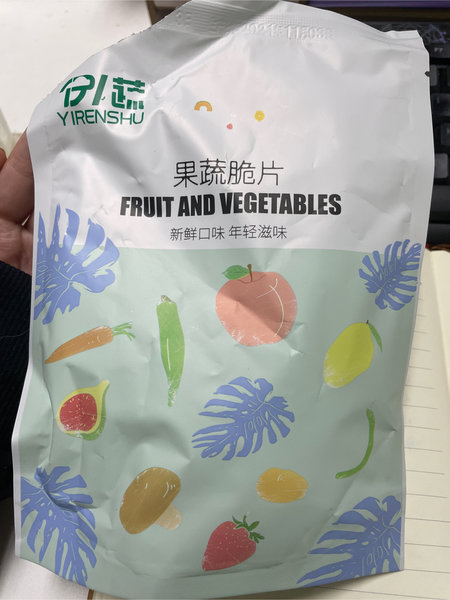 伊人蔬
YIRENSHU
果蔬脆片
FRUIT AND VEGETABLES
新鲜口味 年轻滋味